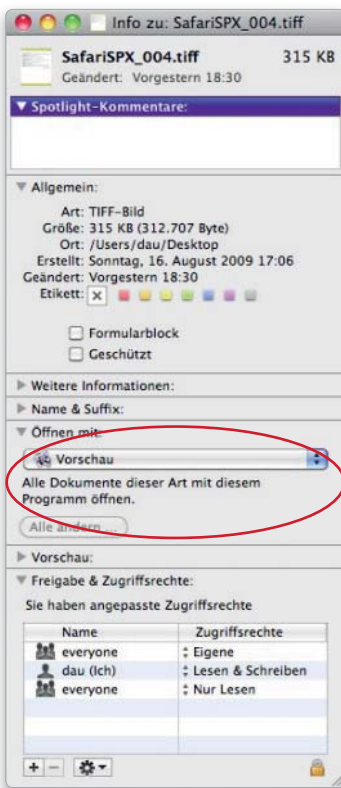 Info zu: SafariSPX_004.tiff
SafariSPX_004.tiff 315 KB
Geändert: Vorgestern 18:30
Spotlight-Kommentare:
Allgemein:
Art: TIFF-Bild
Größe: 315 KB (312.707 Byte)
Ort: /Users/dau/Desktop
Erstellt: Sonntag, 16. August 2009 17:06
Geändert: Vorgestern 18:30
Etikett:
Formularblock
Geschützt
Weitere Informationen:
Name & Suffix:
Öffnen mit:
Vorschau
Alle Dokumente dieser Art mit diesem
Programm öffnen.
Alle ändern ...
Vorschau:
Freigabe & Zugriffsrechte:
Sie haben angepasste Zugriffsrechte
Name Zugriffsrechte
everyone Eigene
dau (Ich) Lesen & Schreiben
everyone Nur Lesen